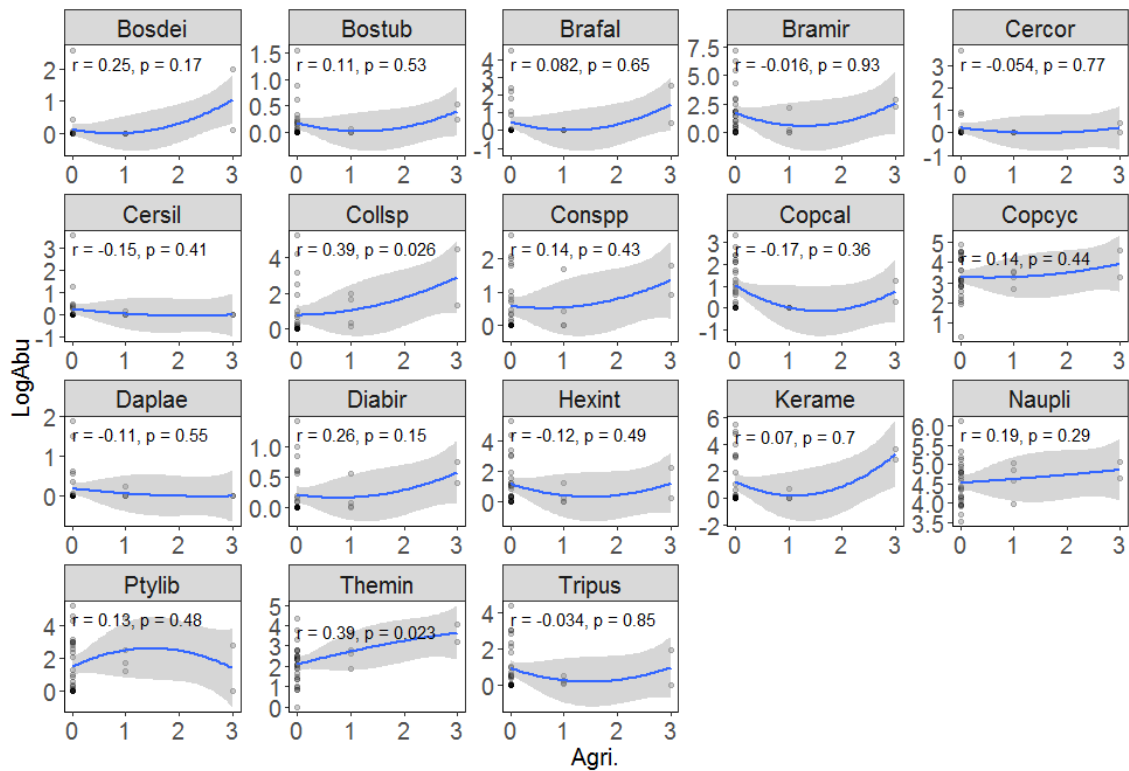 Bosdei Bostub Brafal Bramir Cercor
r = 0.25, p = 0.17 r = 0.11, p = 0.53 r = 0.082, p = 0.65 r = -0.016, p = 0.93 r = -0.054, p = 0.77
2 1 0
1.5 1.0 0.5 0.0
4 3 2 1 0 -1
7.5 5.0 2.5 0.0
3 2 1 0 -1
0 1 2 3 0 1 2 3 0 1 2 3 0 1 2 3 0 1 2 3
Cersil Collsp Conspp Copcal Copcyc
r = -0.15, p = 0.41 r = 0.39, p = 0.026 r = 0.14, p = 0.43 r = -0.17, p = 0.36 r = 0.14, p = 0.44
3 2 1 0 -1
4 2 0
2 1 0
3 2 1 0 -1
5 4 3 2 1
0 1 2 3 0 1 2 3 0 1 2 3 0 1 2 3 0 1 2 3
LogAbu
Daplae Diabir Hexint Kerame Naupli
r = -0.11, p = 0.55 r = 0.26, p = 0.15 r = -0.12, p = 0.49 r = 0.07, p = 0.7 r = 0.19, p = 0.29
2 1 0
1.0 0.5 0.0
4 2 0
6 4 2 0 -2
6.0 5.5 5.0 4.5 4.0 3.5
0 1 2 3 0 1 2 3 0 1 2 3 0 1 2 3 0 1 2 3
Ptylib Themin Tripus
r = 0.13, p = 0.48 r = 0.39, p = 0.023 r = -0.034, p = 0.85
4 2 0
5 4 3 2 1 0
4 2 0
0 1 2 3 0 1 2 3 0 1 2 3
Agri.